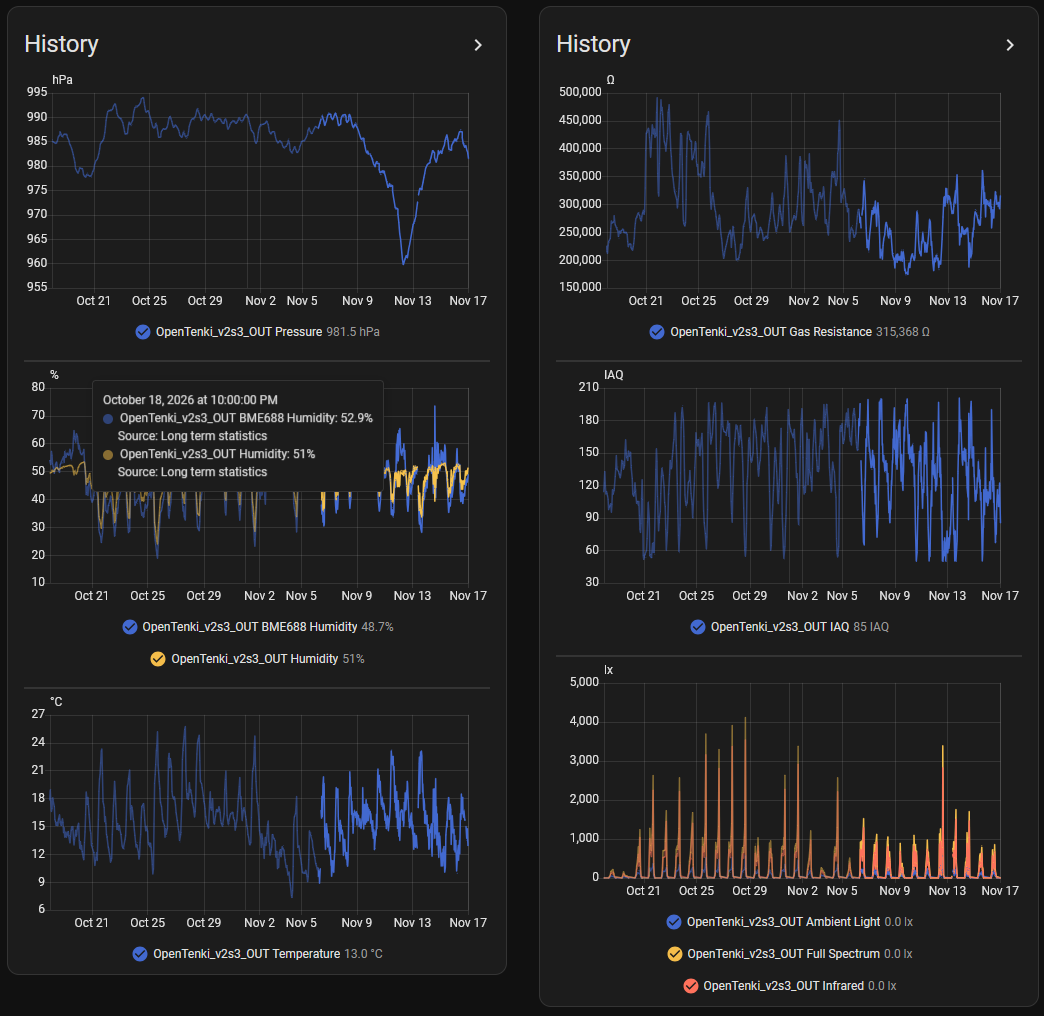 History
hPa
995
990
985
980
975
970
965
960
955
Oct 21 Oct 25 Oct 29 Nov 2 Nov 5 Nov 9 Nov 13 Nov 17
OpenTenki_v2s3_OUT Pressure 981.5 hPa
%
80
70
60
50
40
30
20
10
October 18, 2026 at 10:00:00 PM
OpenTenki_v2s3_OUT BME688 Humidity: 52.9%
Source: Long term statistics
OpenTenki_v2s3_OUT Humidity: 51%
Source: Long term statistics
Oct 21 Oct 25 Oct 29 Nov 2 Nov 5 Nov 9 Nov 13 Nov 17
OpenTenki_v2s3_OUT BME688 Humidity 48.7%
OpenTenki_v2s3_OUT Humidity 51%
°C
27
24
21
18
15
12
9
6
Oct 21 Oct 25 Oct 29 Nov 2 Nov 5 Nov 9 Nov 13 Nov 17
OpenTenki_v2s3_OUT Temperature 13.0 °C
History
Ω
500,000
450,000
400,000
350,000
300,000
250,000
200,000
150,000
Oct 21 Oct 25 Oct 29 Nov 2 Nov 5 Nov 9 Nov 13 Nov 17
OpenTenki_v2s3_OUT Gas Resistance 315,368 Ω
IAQ
210
180
150
120
90
60
30
Oct 21 Oct 25 Oct 29 Nov 2 Nov 5 Nov 9 Nov 13 Nov 17
OpenTenki_v2s3_OUT IAQ 85 IAQ
lx
5,000
4,000
3,000
2,000
1,000
0
Oct 21 Oct 25 Oct 29 Nov 2 Nov 5 Nov 9 Nov 13 Nov 17
OpenTenki_v2s3_OUT Ambient Light 0.0 lx
OpenTenki_v2s3_OUT Full Spectrum 0.0 lx
OpenTenki_v2s3_OUT Infrared 0.0 lx